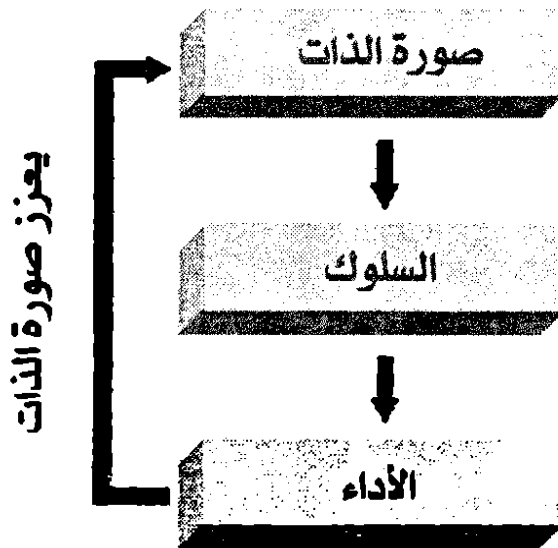 صورة الذات
السلوك
الأداء
يعزز صورة الذات